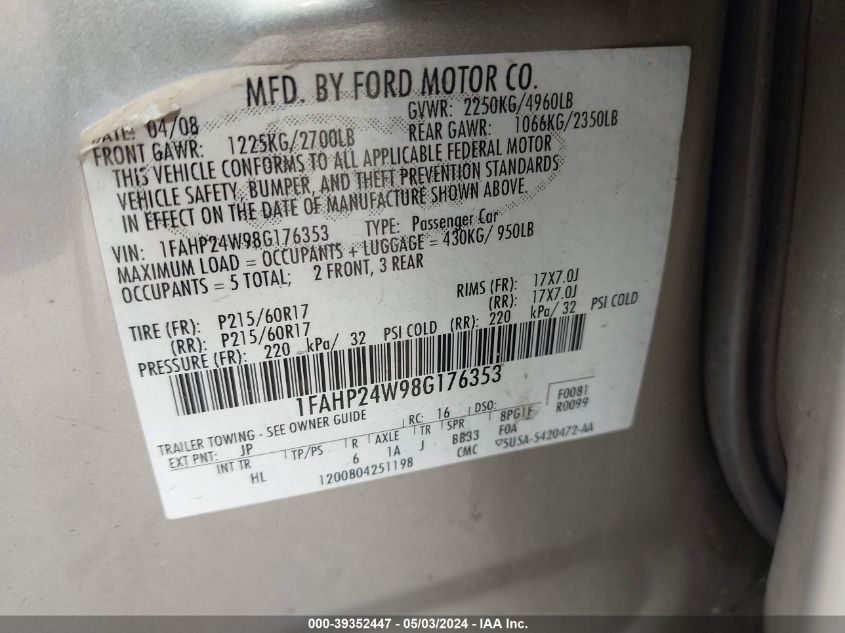 MFD. BY FORD MOTOR CO.
DATE: 04/08 GVWR: 2250KG/4960LB
FRONT GAWR: 1225KG/2700LB REAR GAWR: 1066KG/2350LB
THIS VEHICLE CONFORMS TO ALL APPLICABLE FEDERAL MOTOR
VEHICLE SAFETY, BUMPER, AND THEFT PREVENTION STANDARDS
IN EFFECT ON THE DATE OF MANUFACTURE SHOWN ABOVE.
VIN: 1FAHP24W98G176353 TYPE: Passenger Car
MAXIMUM LOAD = OCCUPANTS + LUGGAGE = 430KG/ 950LB
OCCUPANTS = 5 TOTAL; 2 FRONT, 3 REAR
TIRE (FR): P215/60R17 RIMS (FR): 17X7.0J
(RR): P215/60R17 (RR): 17X7.0J
PRESSURE (FR): 220 kPa/ 32 PSI COLD (RR): 220 kPa/ 32 PSI COLD
1FAHP24W98G176353
TRAILER TOWING - SEE OWNER GUIDE
F0081
R0099
EXT PNT: JP RC: 16 DSO: 8PG1F
INT TR TP/PS R AXLE TR SPR F0A
HL 6 1A J BB33 CMC 5U5A-5420472-AA
1200804251198
000-39352447 - 05/03/2024 - IAA Inc.